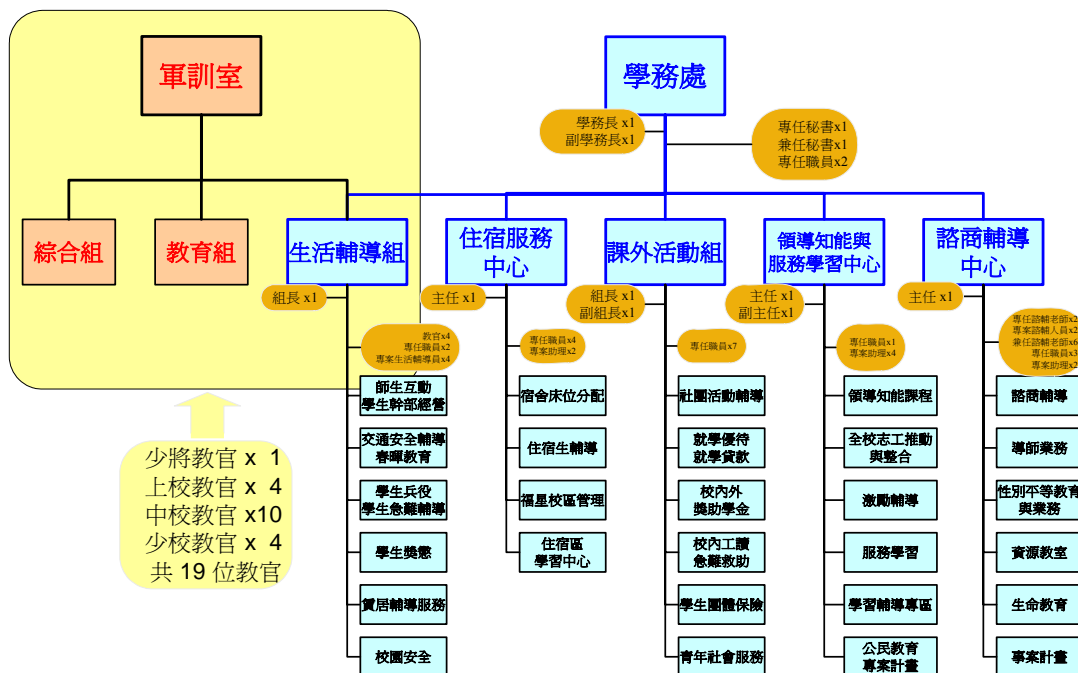 軍訓室
學務處
學務長 x1
副學務長x1
專任秘書x1
兼任秘書x1
專任職員x2
綜合組
教育組
生活輔導組
住宿服務
中心
課外活動組
領導知能與
服務學習中心
諮商輔導
中心
組長 x1
主任 x1
組長 x1
副組長x1
主任 x1
副主任x1
主任 x1
教官x4
專任職員x2
專案生活輔導員x4
專任職員x4
專案助理x2
專任職員x7
專任職員x1
專案助理x4
專任諮輔老師x2
專案諮輔人員x2
兼任諮輔老師x6
專任職員x3
專案助理x2
師生互動
學生幹部經營
交通安全輔導
春暉教育
學生兵役
學生急難輔導
學生獎懲
賃居輔導服務
校園安全
宿舍床位分配
住宿生輔導
福星校區管理
住宿區
學習中心
社團活動輔導
就學優待
就學貸款
校內外
獎助學金
校內工讀
急難救助
學生團體保險
青年社會服務
領導知能課程
全校志工推動
與整合
激勵輔導
服務學習
學習輔導專區
公民教育
專案計畫
諮商輔導
導師業務
性別平等教育
與業務
資源教室
生命教育
專案計畫
少將教官 x 1
上校教官 x 4
中校教官 x10
少校教官 x 4
共 19 位教官